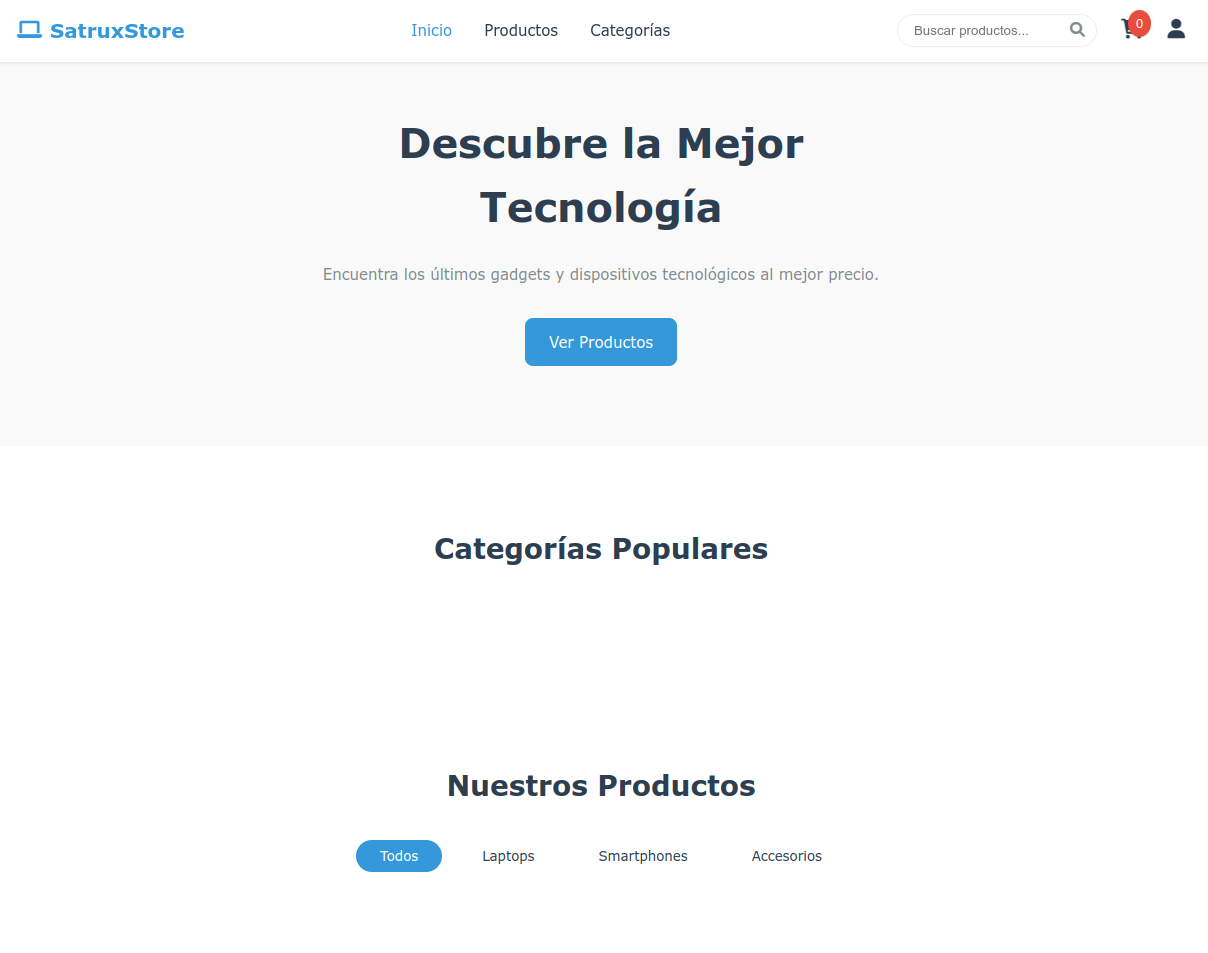 SatruxStore
Inicio Productos Categorías
Buscar productos...
0
Descubre la Mejor
Tecnología
Encuentra los últimos gadgets y dispositivos tecnológicos al mejor precio.
Ver Productos
Categorías Populares
Nuestros Productos
Todos Laptops Smartphones Accesorios